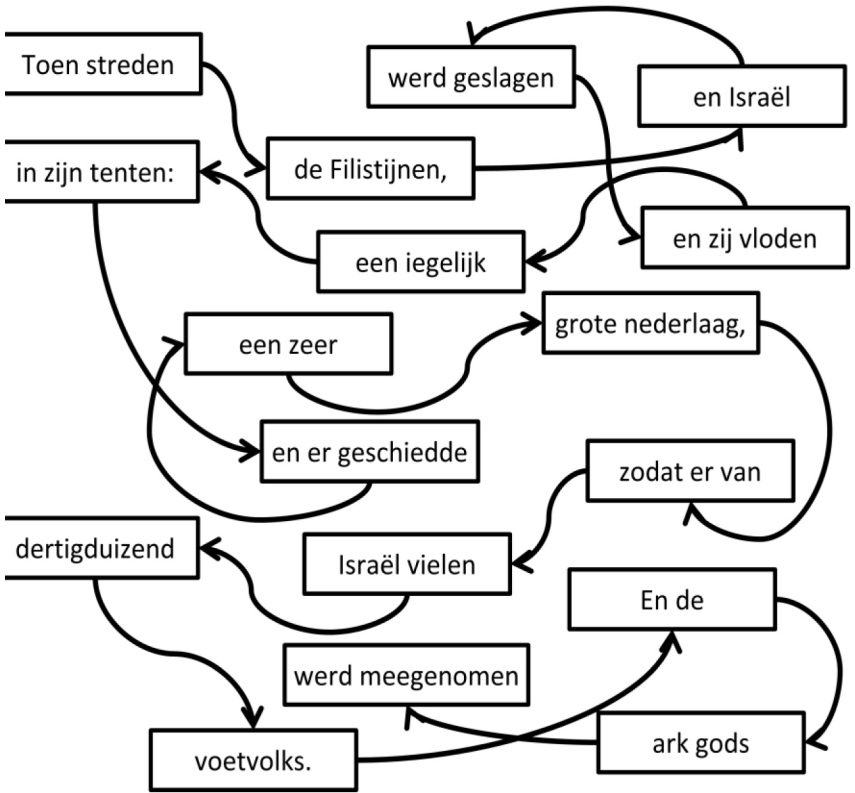 Toen streden
de Filistijnen,
en Israël
werd geslagen
en zij vloden
een iegelijk
in zijn tenten:
en er geschiedde
een zeer
grote nederlaag,
zodat er van
Israël vielen
dertigduizend
voetvolks.
En de
ark gods
werd meegenomen